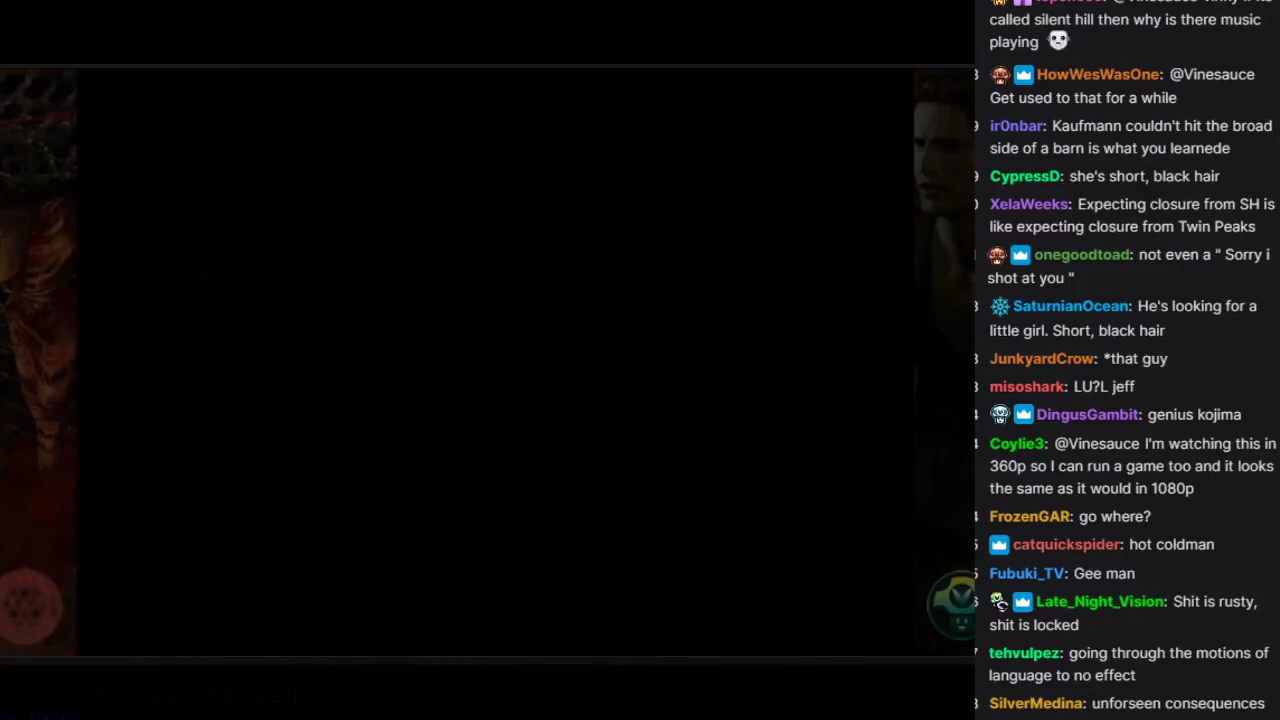 called silent hill then why is there music
playing
HowWesWasOne: @Vinesauce
Get used to that for a while
ir0nbar: Kaufmann couldn't hit the broad
side of a barn is what you learnede
CypressD: she's short, black hair
XelaWeeks: Expecting closure from SH is
like expecting closure from Twin Peaks
onegoodtoad: not even a " Sorry i
shot at you "
SaturnianOcean: He's looking for a
little girl. Short, black hair
JunkyardCrow: *that guy
misoshark: LU?L jeff
DingusGambit: genius kojima
Coylie3: @Vinesauce I'm watching this in
360p so I can run a game too and it looks
the same as it would in 1080p
FrozenGAR: go where?
catquickspider: hot coldman
Fubuki_TV: Gee man
Late_Night_Vision: Shit is rusty,
shit is locked
tehvulpez: going through the motions of
language to no effect
SilverMedina: unforseen consequences